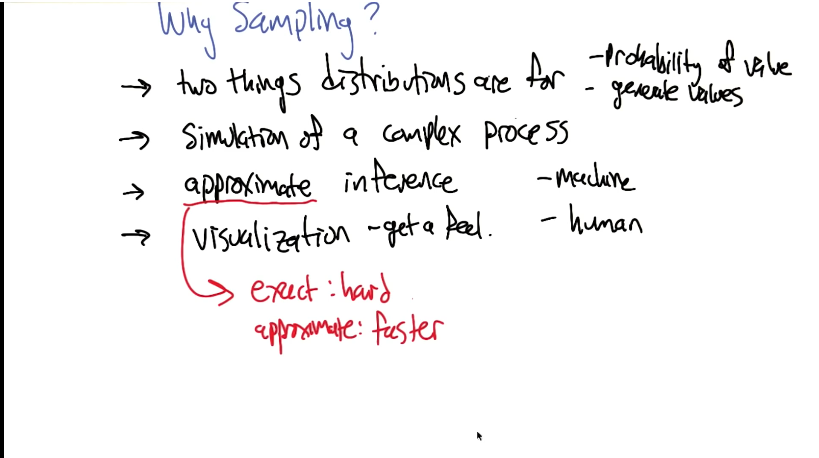 Why Sampling?
→ two things distributions are for - Probability of value
- generate values
→ Simulation of a complex process
→ approximate inference - machine
→ visualization - get a feel. - human
exact : hard
approximate : faster